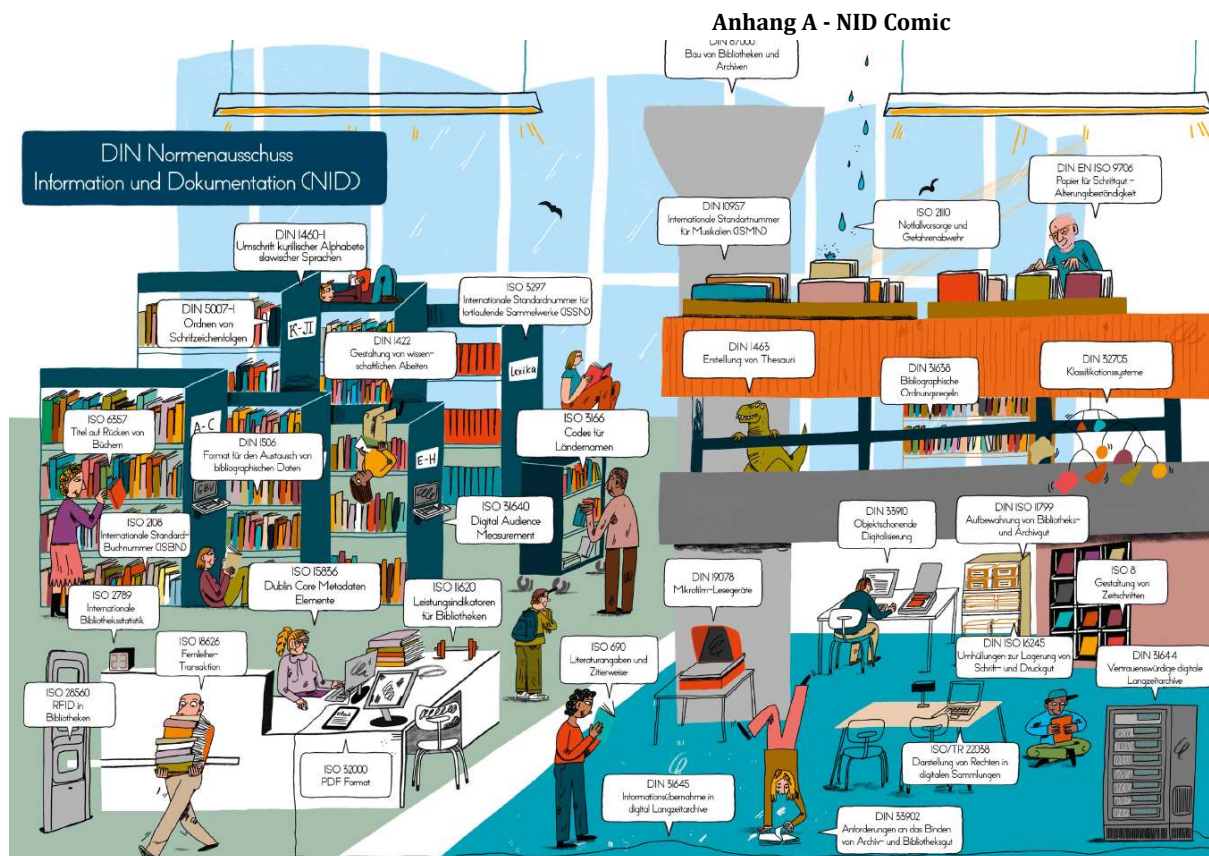 Anhang A - NID Comic
DIN 67000
Bau von Bibliotheken und
Archiven
DIN Normenausschuss
Information und Dokumentation (NID)
DIN EN ISO 9706
Papier für Schriftgut –
Alterungsbeständigkeit
DIN 10957
Internationale Standartnummer
für Musikalien (ISMN)
ISO 21110
Notfallvorsorge und
Gefahrenabwehr
DIN 1460-1
Umschrift kyrillischer Alphabete
slawischer Sprachen
ISO 3297
Internationale Standardnummer für
fortlaufende Sammelwerke (ISSN)
DIN 5007-1
Ordnen von
Schriftzeichenfolgen
K-JI
DIN 1422
Gestaltung von wissen-
schaftlichen Abeiten
Lexika
DIN 1463
Erstellung von Thesauri
DIN 31638
Bibliographische
Ordnungsregeln
DIN 32705
Klassifikationssysteme
ISO 6357
Titel auf Rücken von
Büchern
A-C
DIN 1506
Format für den Austausch von
bibliographischen Daten
GBV
E-H
ISO 3166
Codes für
Ländernamen
ISO 31640
Digital Audience
Measurement
ISO 2108
Internationale Standard-
Buchnummer (ISBN)
DIN 33910
Objektschonende
Digitalisierung
DIN ISO 11799
Aufbewahrung von Bibliotheks-
und Archivgut
ISO 8
Gestaltung von
Zeitschriften
ISO 2789
Internationale
Bibliotheksstatistik
ISO 15836
Dublin Core Metadaten
Elemente
ISO 11620
Leistungsindikatoren
für Bibliotheken
DIN 19078
Mikrofilm-Lesegeräte
ISO 18626
Fernleihe-
Transaktion
ISO 690
Literaturangaben und
Zitierweise
DIN ISO 16245
Umhüllungen zur Lagerung von
Schrift- und Druckgut
DIN 31644
Vertrauenswürdige digitale
Langzeitarchive
ISO 28560
RFID in
Bibliotheken
ISO 32000
PDF Format
ISO/TR 22038
Darstellung von Rechten in
digitalen Sammlungen
DIN 31645
Informationsübernahme in
digital Langzeitarchive
DIN 33902
Anforderungen an das Binden
von Archiv- und Bibliotheksgut